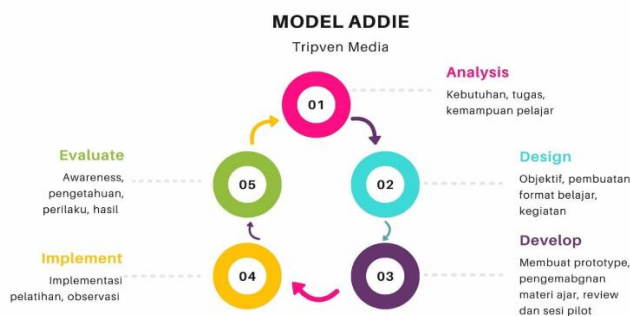 MODEL ADDIE
Tripven Media
01
Analysis
Kebutuhan, tugas,
kemampuan pelajar
02
Design
Objektif, pembuatan
format belajar,
kegiatan
03
Develop
Membuat prototype,
pengemabgnan
materi ajar, review
dan sesi pilot
04
Implement
Implementasi
pelatihan, observasi
05
Evaluate
Awareness,
pengetahuan,
perilaku, hasil